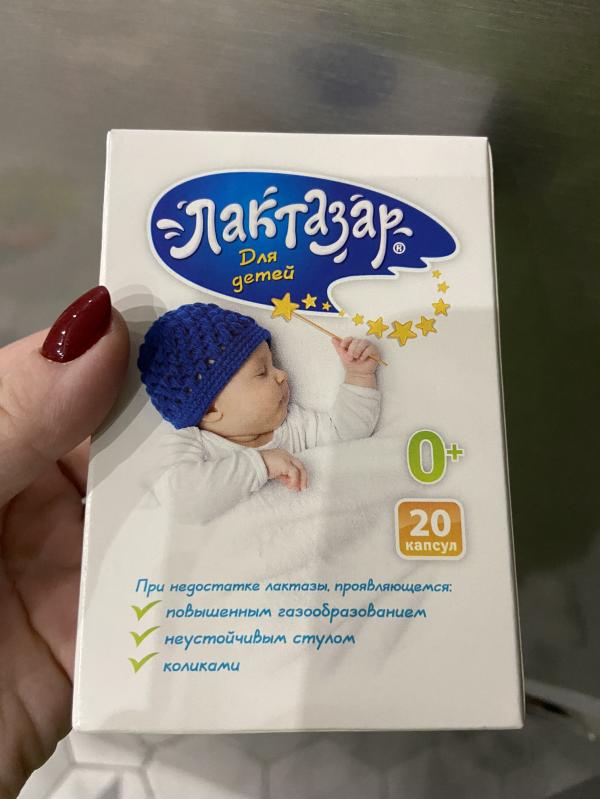 Лактазар®
Для
детей
0+
20
капсул
При недостатке лактазы, проявляющемся:
повышенным газообразованием
неустойчивым стулом
коликами